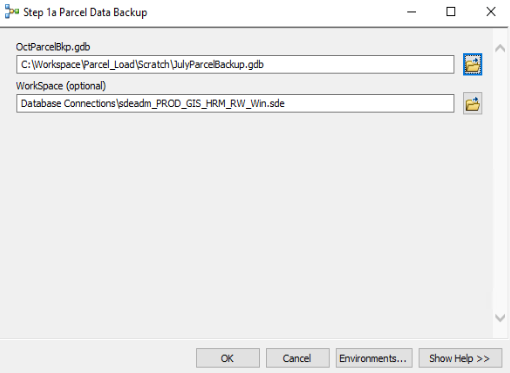 Step 1a Parcel Data Backup
OctParcelBkp.gdb
C:\Workspace\Parcel_Load\Scratch\JulyParcelBackup.gdb
WorkSpace (optional)
Database Connections\sdeadm_PROD_GIS_HRM_RW_Win.sde
OK Cancel Environments... Show Help >>